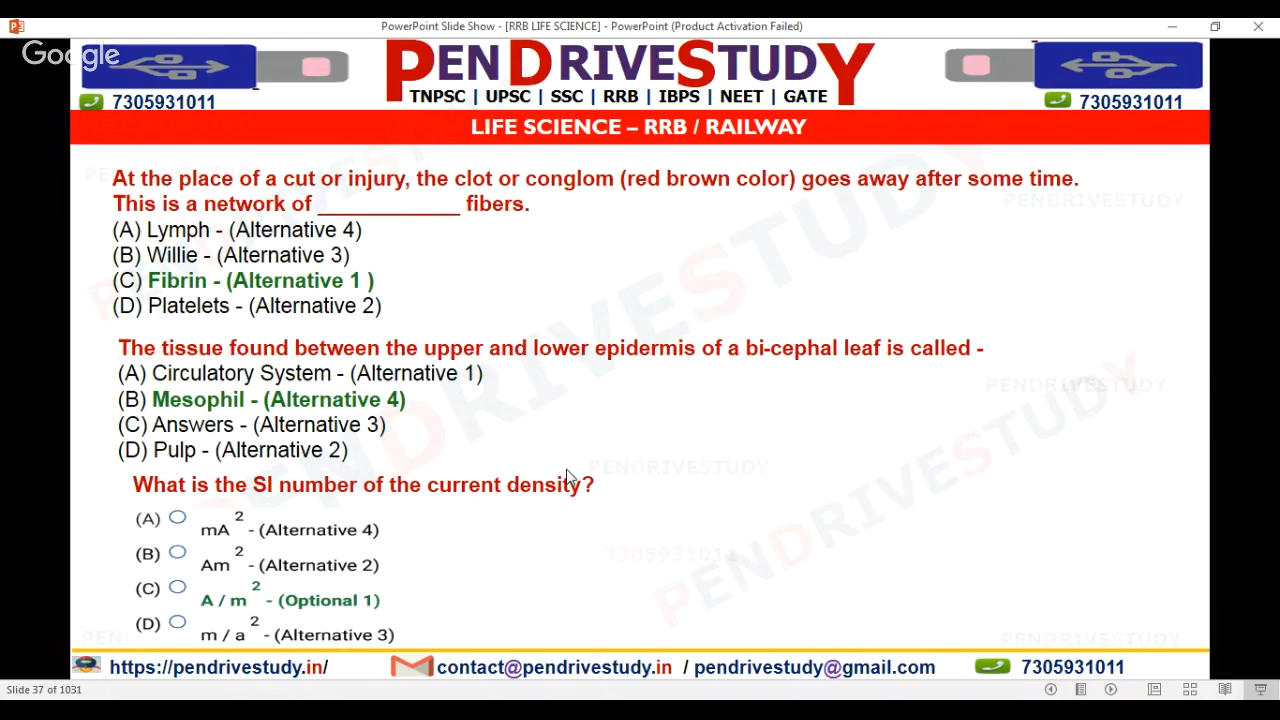 PowerPoint Slide Show - [RRB LIFE SCIENCE] - PowerPoint (Product Activation Failed)
Google
PENDRIVESTUDY
TNPSC | UPSC | SSC | RRB | IBPS | NEET | GATE
7305931011
7305931011
LIFE SCIENCE – RRB / RAILWAY
At the place of a cut or injury, the clot or conglom (red brown color) goes away after some time.
This is a network of ____________ fibers.
(A) Lymph - (Alternative 4)
(B) Willie - (Alternative 3)
(C) Fibrin - (Alternative 1 )
(D) Platelets - (Alternative 2)
The tissue found between the upper and lower epidermis of a bi-cephal leaf is called -
(A) Circulatory System - (Alternative 1)
(B) Mesophil - (Alternative 4)
(C) Answers - (Alternative 3)
(D) Pulp - (Alternative 2)
What is the SI number of the current density?
(A) mA 2 - (Alternative 4)
(B) Am 2 - (Alternative 2)
(C) A / m 2 - (Optional 1)
(D) m / a 2 - (Alternative 3)
PENDRIVESTUDY
PENDRIVESTUDY
PENDRIVESTUDY
PENDRIVESTUDY
PENDRIVESTUDY
PENDRIVESTUDY
https://pendrivestudy.in/ contact@pendrivestudy.in / pendrivestudy@gmail.com 7305931011
Slide 37 of 1031